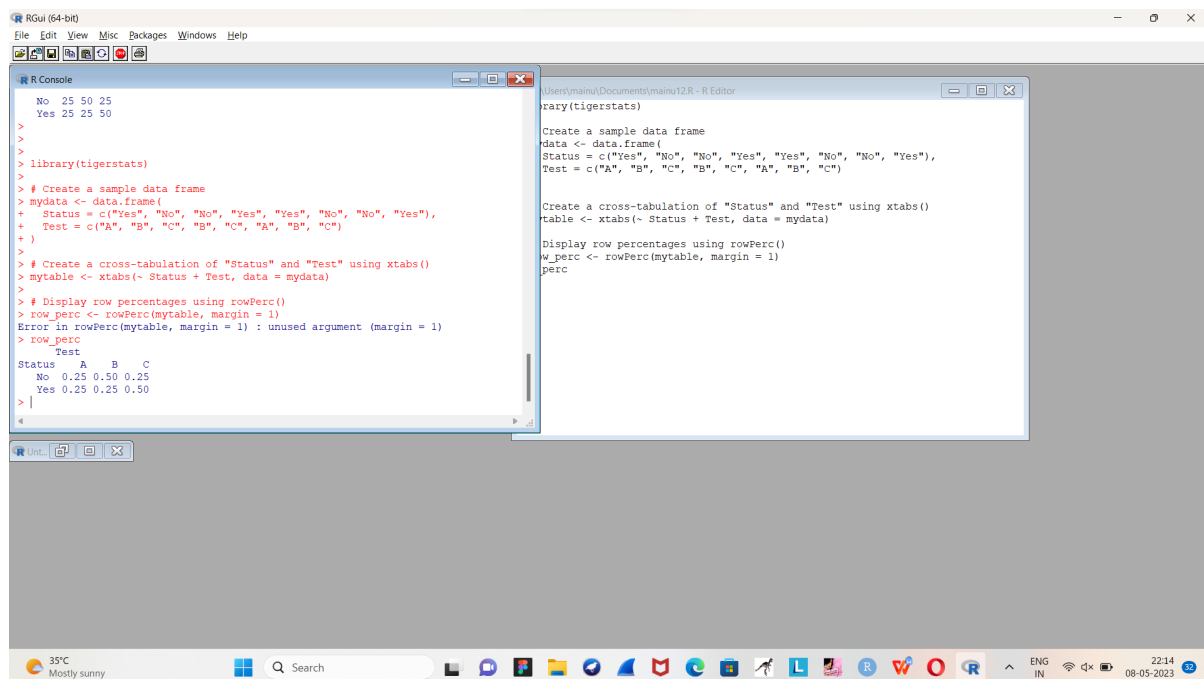 RGui (64-bit)
File Edit View Misc Packages Windows Help
R Console
No 25 50 25
Yes 25 25 50
>
>
>
> library(tigerstats)
>
> # Create a sample data frame
> mydata <- data.frame(
+ Status = c("Yes", "No", "No", "Yes", "Yes", "No", "No", "Yes"),
+ Test = c("A", "B", "C", "B", "C", "A", "B", "C")
+ )
>
> # Create a cross-tabulation of "Status" and "Test" using xtabs()
> mytable <- xtabs(~ Status + Test, data = mydata)
>
> # Display row percentages using rowPerc()
> row_perc <- rowPerc(mytable, margin = 1)
Error in rowPerc(mytable, margin = 1) : unused argument (margin = 1)
> row_perc
Test
Status A B C
No 0.25 0.50 0.25
Yes 0.25 0.25 0.50
>
\Users\mainu\Documents\mainu12.R - R Editor
rary(tigerstats)
Create a sample data frame
data <- data.frame(
Status = c("Yes", "No", "No", "Yes", "Yes", "No", "No", "Yes"),
Test = c("A", "B", "C", "B", "C", "A", "B", "C")
Create a cross-tabulation of "Status" and "Test" using xtabs()
table <- xtabs(~ Status + Test, data = mydata)
Display row percentages using rowPerc()
w_perc <- rowPerc(mytable, margin = 1)
_perc
Unt...
35°C
Mostly sunny
Search
ENG
IN
22:14
08-05-2023
32